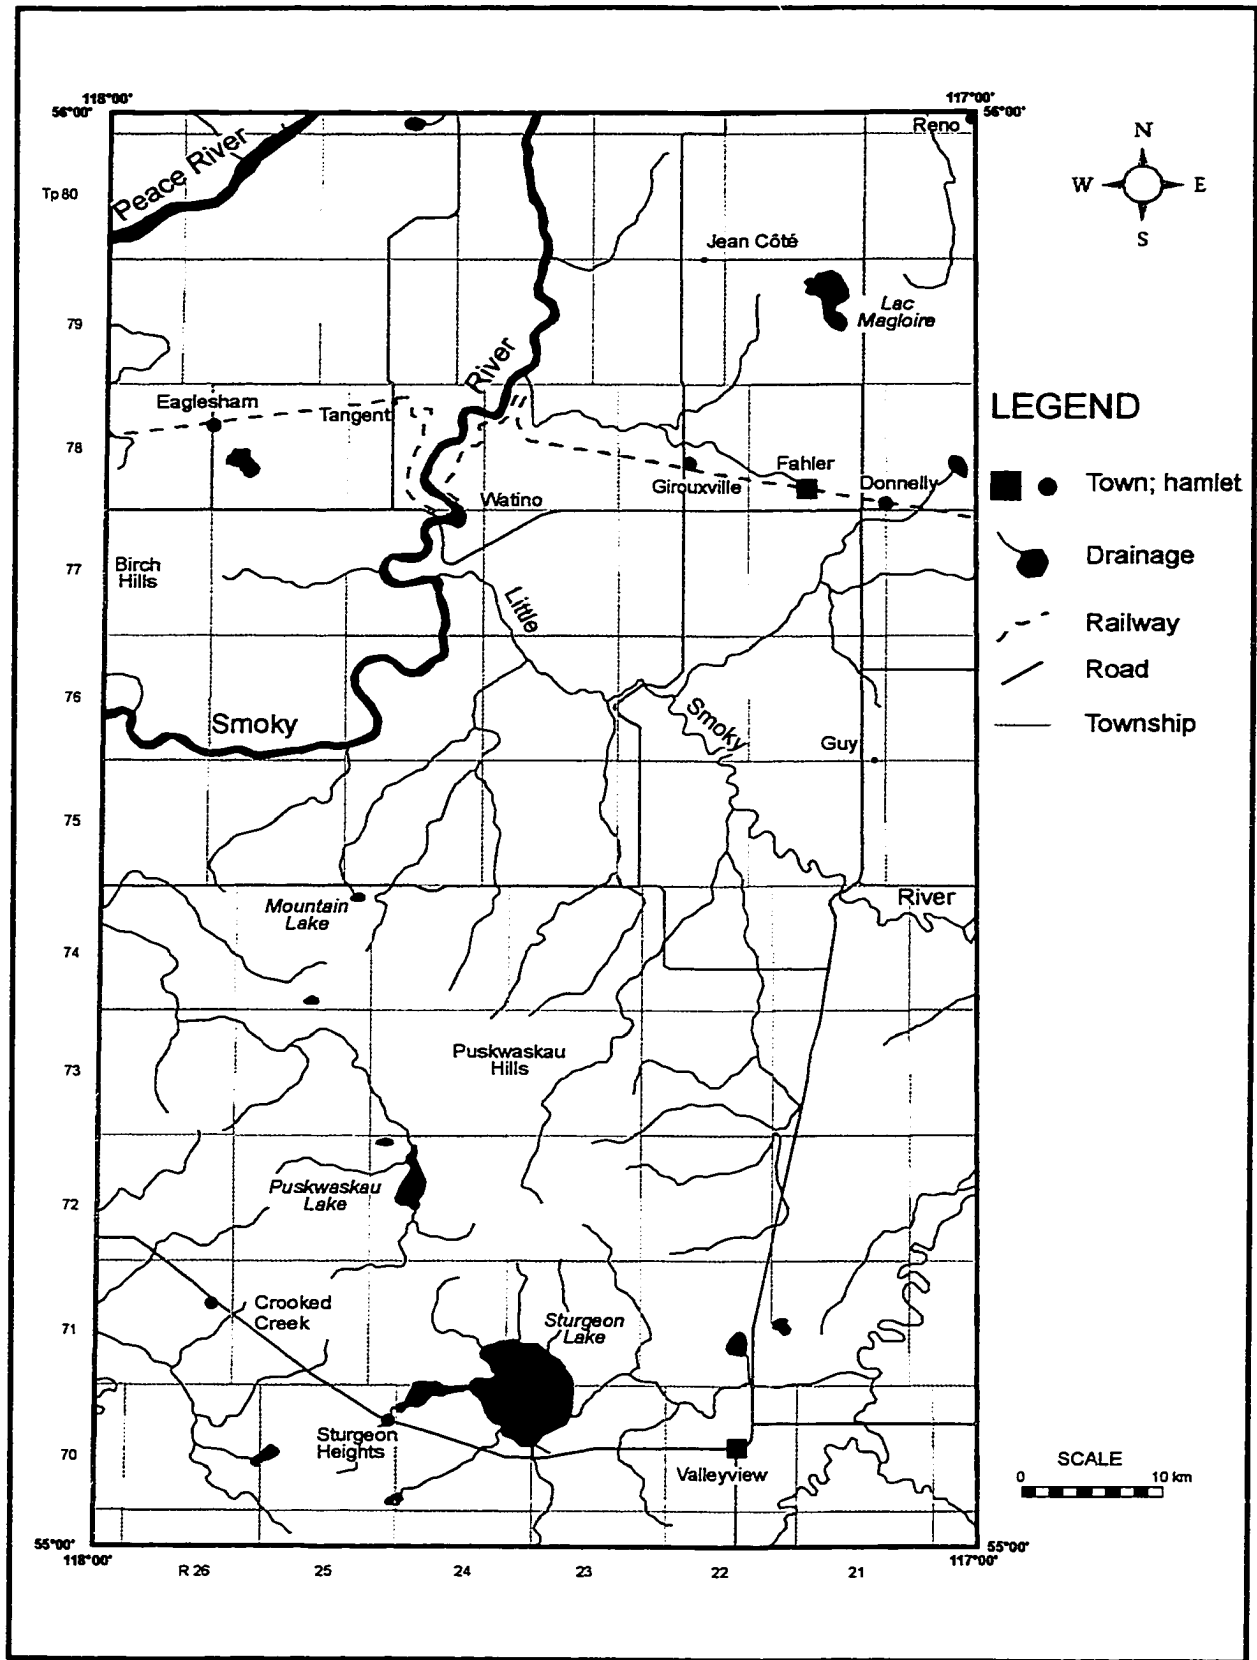 118°00'
117°00'
56°00'
56°00'
Reno
N
Peace River
W
E
Tp 80
S
Jean Côté
Lac
Magloire
79
River
LEGEND
Eaglesham
Tangent
78
Fahler
Girouxville
Donnelly
Town; hamlet
Watino
Drainage
Birch
Hills
77
Little
Railway
Road
76
Smoky
Smoky
Township
Guy
75
Mountain
Lake
River
74
Puskwaskau
Hills
73
Puskwaskau
Lake
72
Crooked
Creek
Sturgeon
Lake
71
Sturgeon
Heights
70
Valleyview
SCALE
0
10 km
55°00'
55°00'
118°00'
117°00'
R 26
25
24
23
22
21